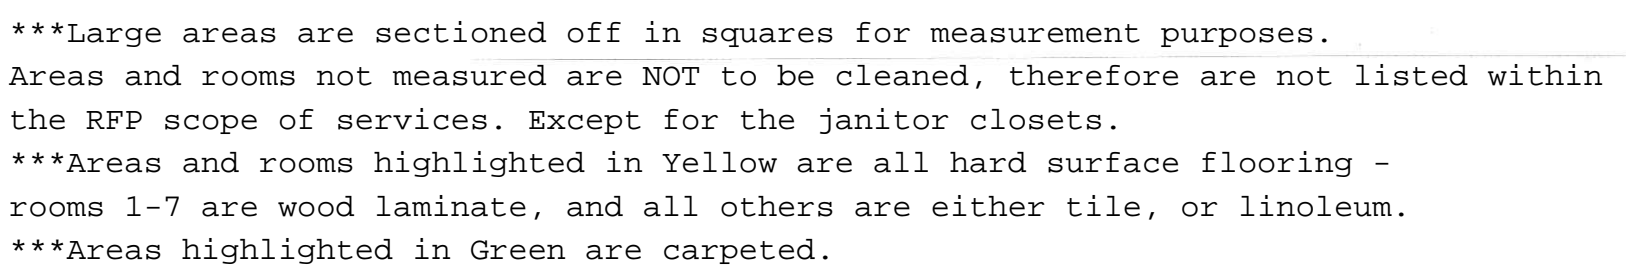 ***Large areas are sectioned off in squares for measurement purposes.
Areas and rooms not measured are NOT to be cleaned, therefore are not listed within
the RFP scope of services. Except for the janitor closets.
***Areas and rooms highlighted in Yellow are all hard surface flooring -
rooms 1-7 are wood laminate, and all others are either tile, or linoleum.
***Areas highlighted in Green are carpeted.